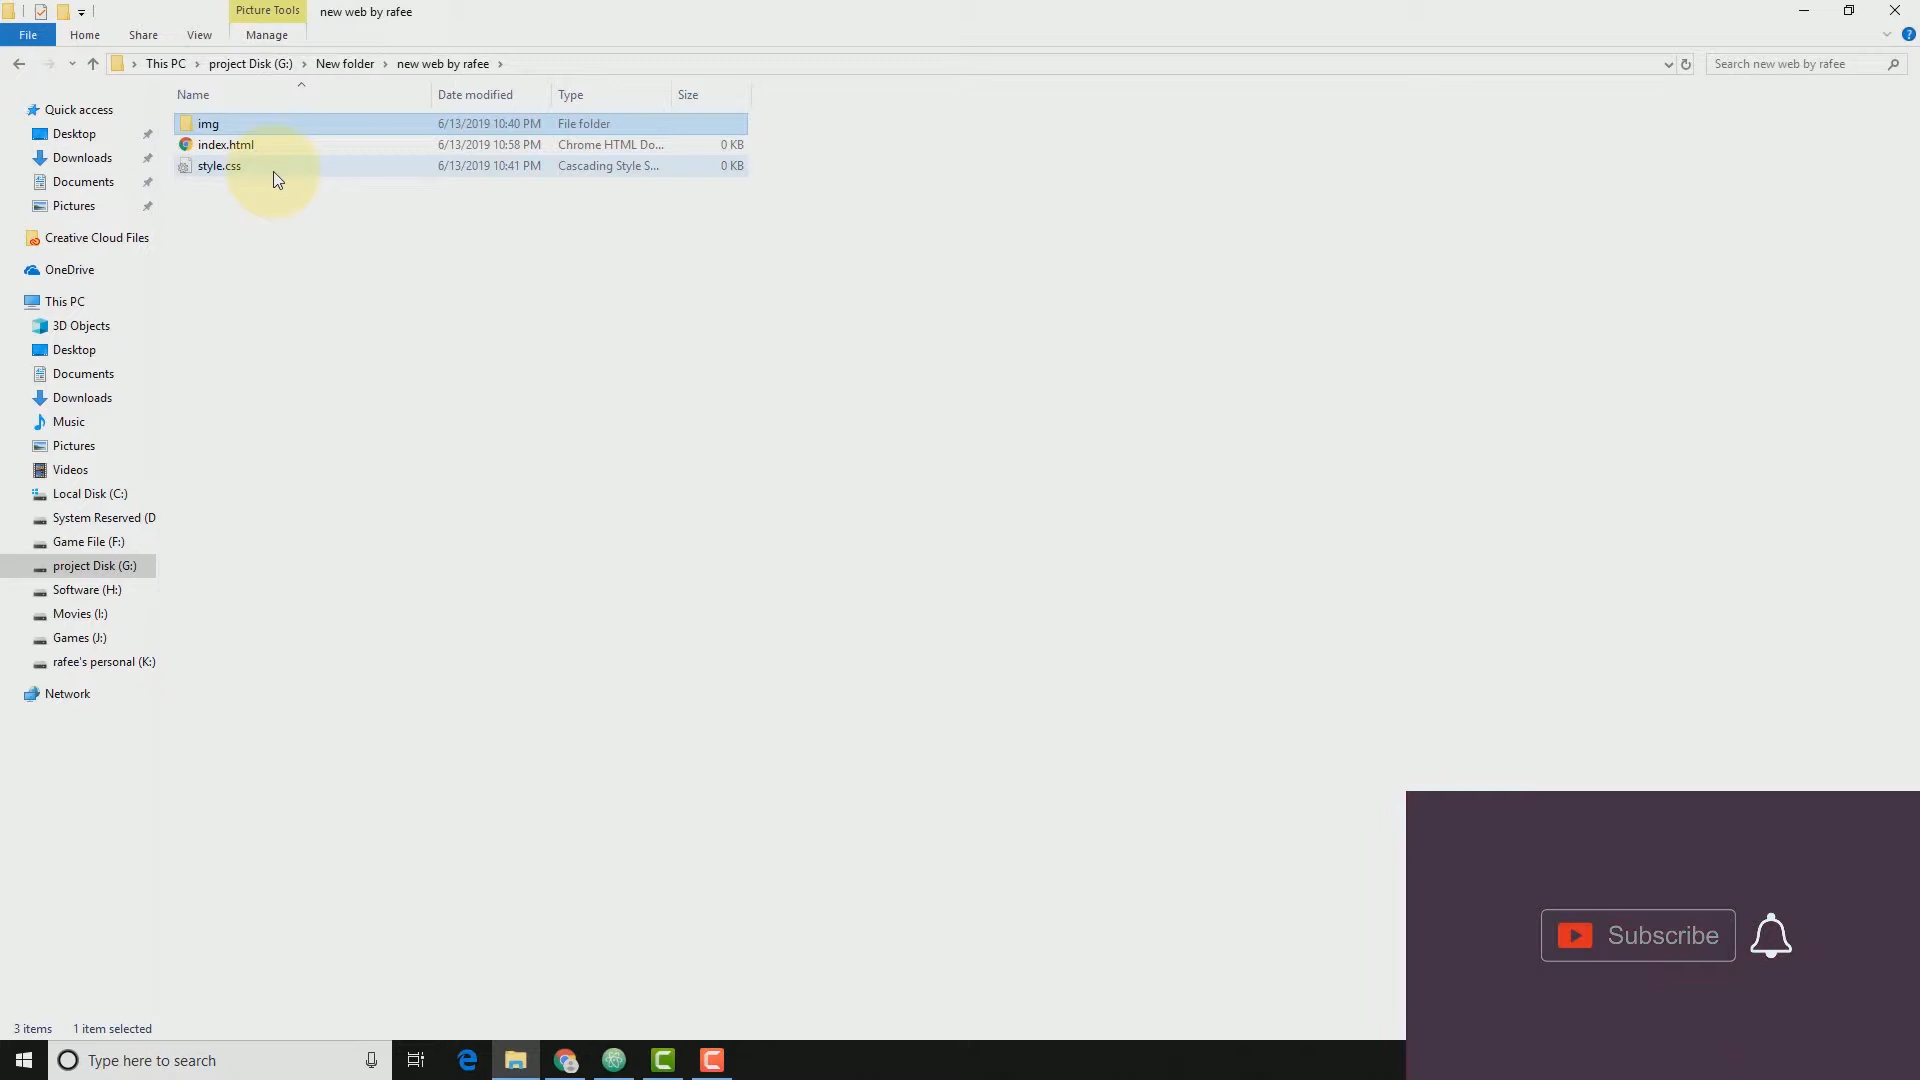 Picture Tools
new web by rafee
File
Home
Share
View
Manage
This PC
project Disk (G:)
New folder
new web by rafee
Search new web by rafee
Name
Date modified
Type
Size
img
6/13/2019 10:40 PM
File folder
index.html
6/13/2019 10:58 PM
Chrome HTML Do...
0 KB
style.css
6/13/2019 10:41 PM
Cascading Style S...
0 KB
Quick access
Desktop
Downloads
Documents
Pictures
Creative Cloud Files
OneDrive
This PC
3D Objects
Desktop
Documents
Downloads
Music
Pictures
Videos
Local Disk (C:)
System Reserved (D
Game File (F:)
project Disk (G:)
Software (H:)
Movies (I:)
Games (J:)
rafee's personal (K:)
Network
Subscribe
3 items
1 item selected
Type here to search